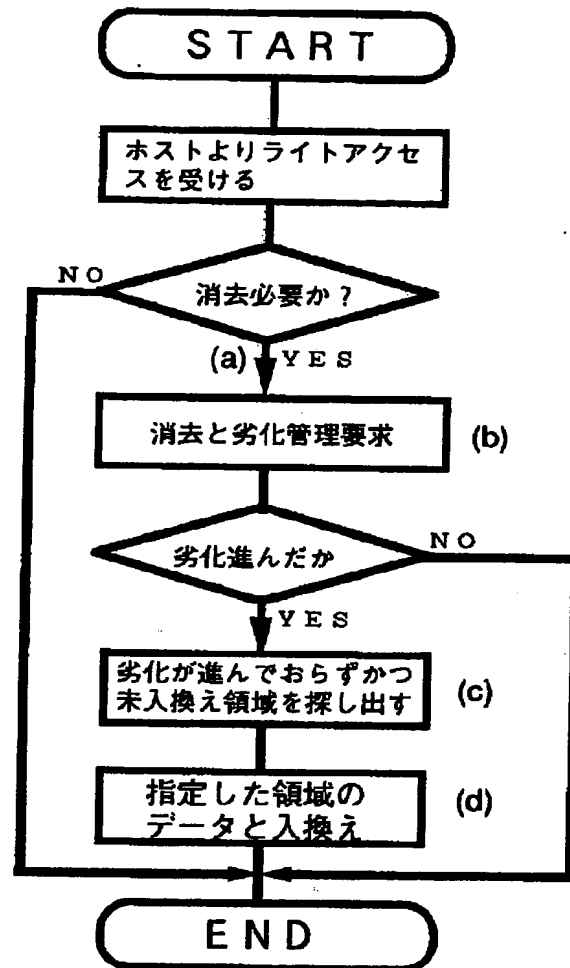 START
ホストよりライトアクセ
スを受ける
NO
消去必要か?
(a) YES
消去と劣化管理要求
(b)
劣化進んだか
NO
YES
劣化が進んでおらずかつ
未入換え領域を探し出す
(c)
指定した領域の
データと入換え
(d)
END